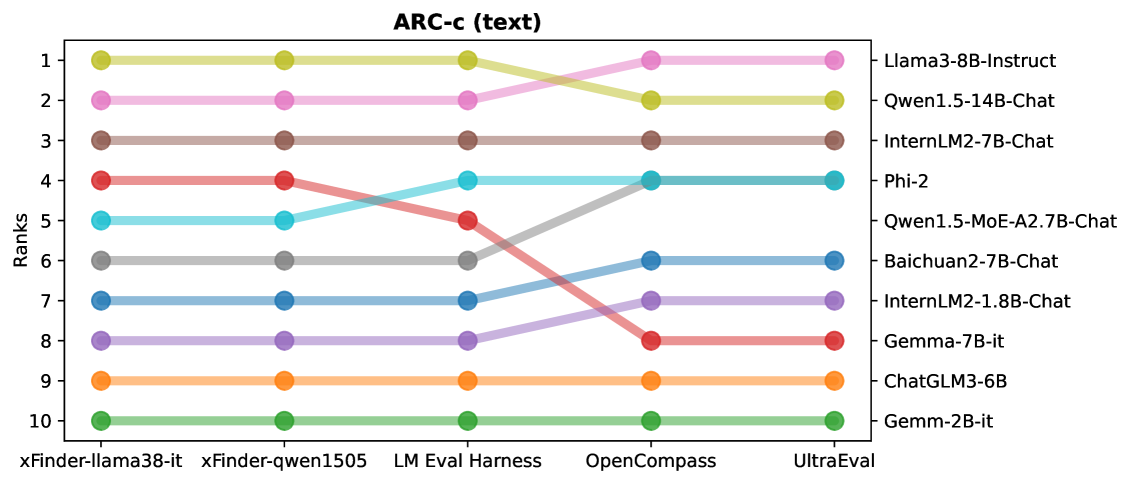 ARC-c (text)
Ranks
1
2
3
4
5
6
7
8
9
10
Llama3-8B-Instruct
Qwen1.5-14B-Chat
InternLM2-7B-Chat
Phi-2
Qwen1.5-MoE-A2.7B-Chat
Baichuan2-7B-Chat
InternLM2-1.8B-Chat
Gemma-7B-it
ChatGLM3-6B
Gemm-2B-it
xFinder-llama38-it xFinder-qwen1505 LM Eval Harness OpenCompass UltraEval